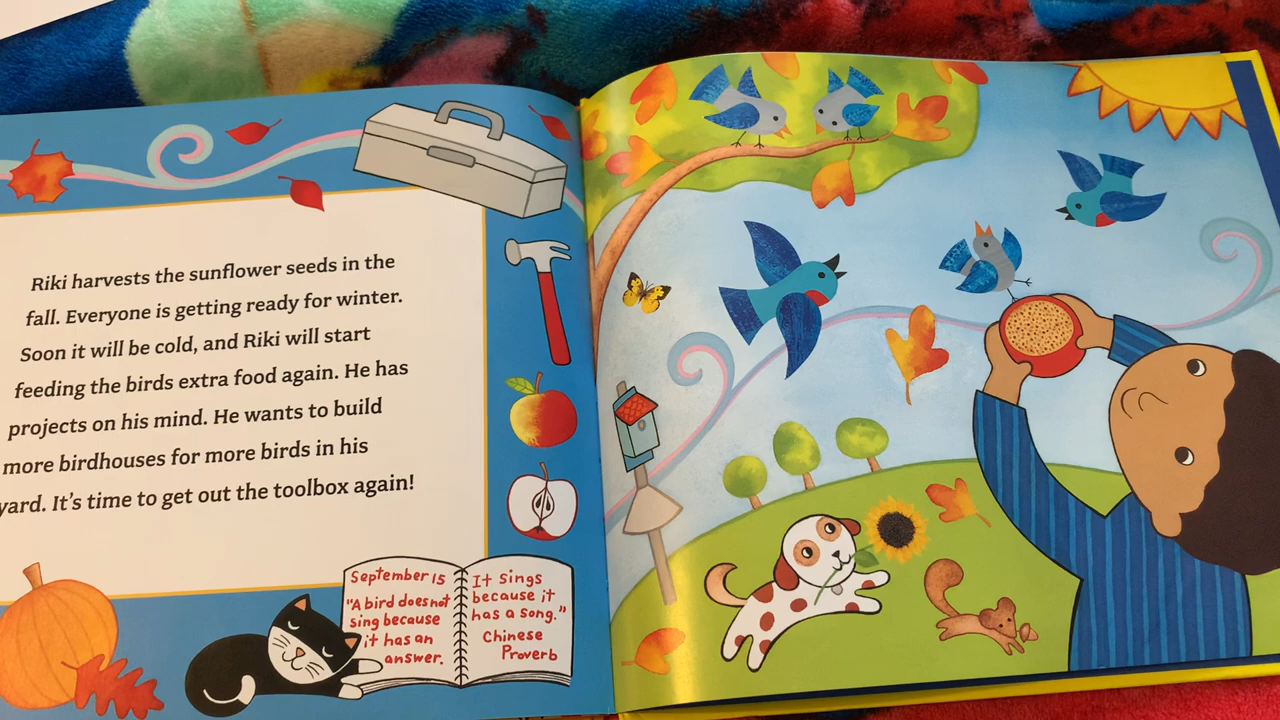 Riki harvests the sunflower seeds in the
fall. Everyone is getting ready for winter.
Soon it will be cold, and Riki will start
feeding the birds extra food again. He has
projects on his mind. He wants to build
more birdhouses for more birds in his
yard. It's time to get out the toolbox again!
September 15
"A bird does not
sing because
it has an
answer.
It sings
because it
has a song."
Chinese
Proverb